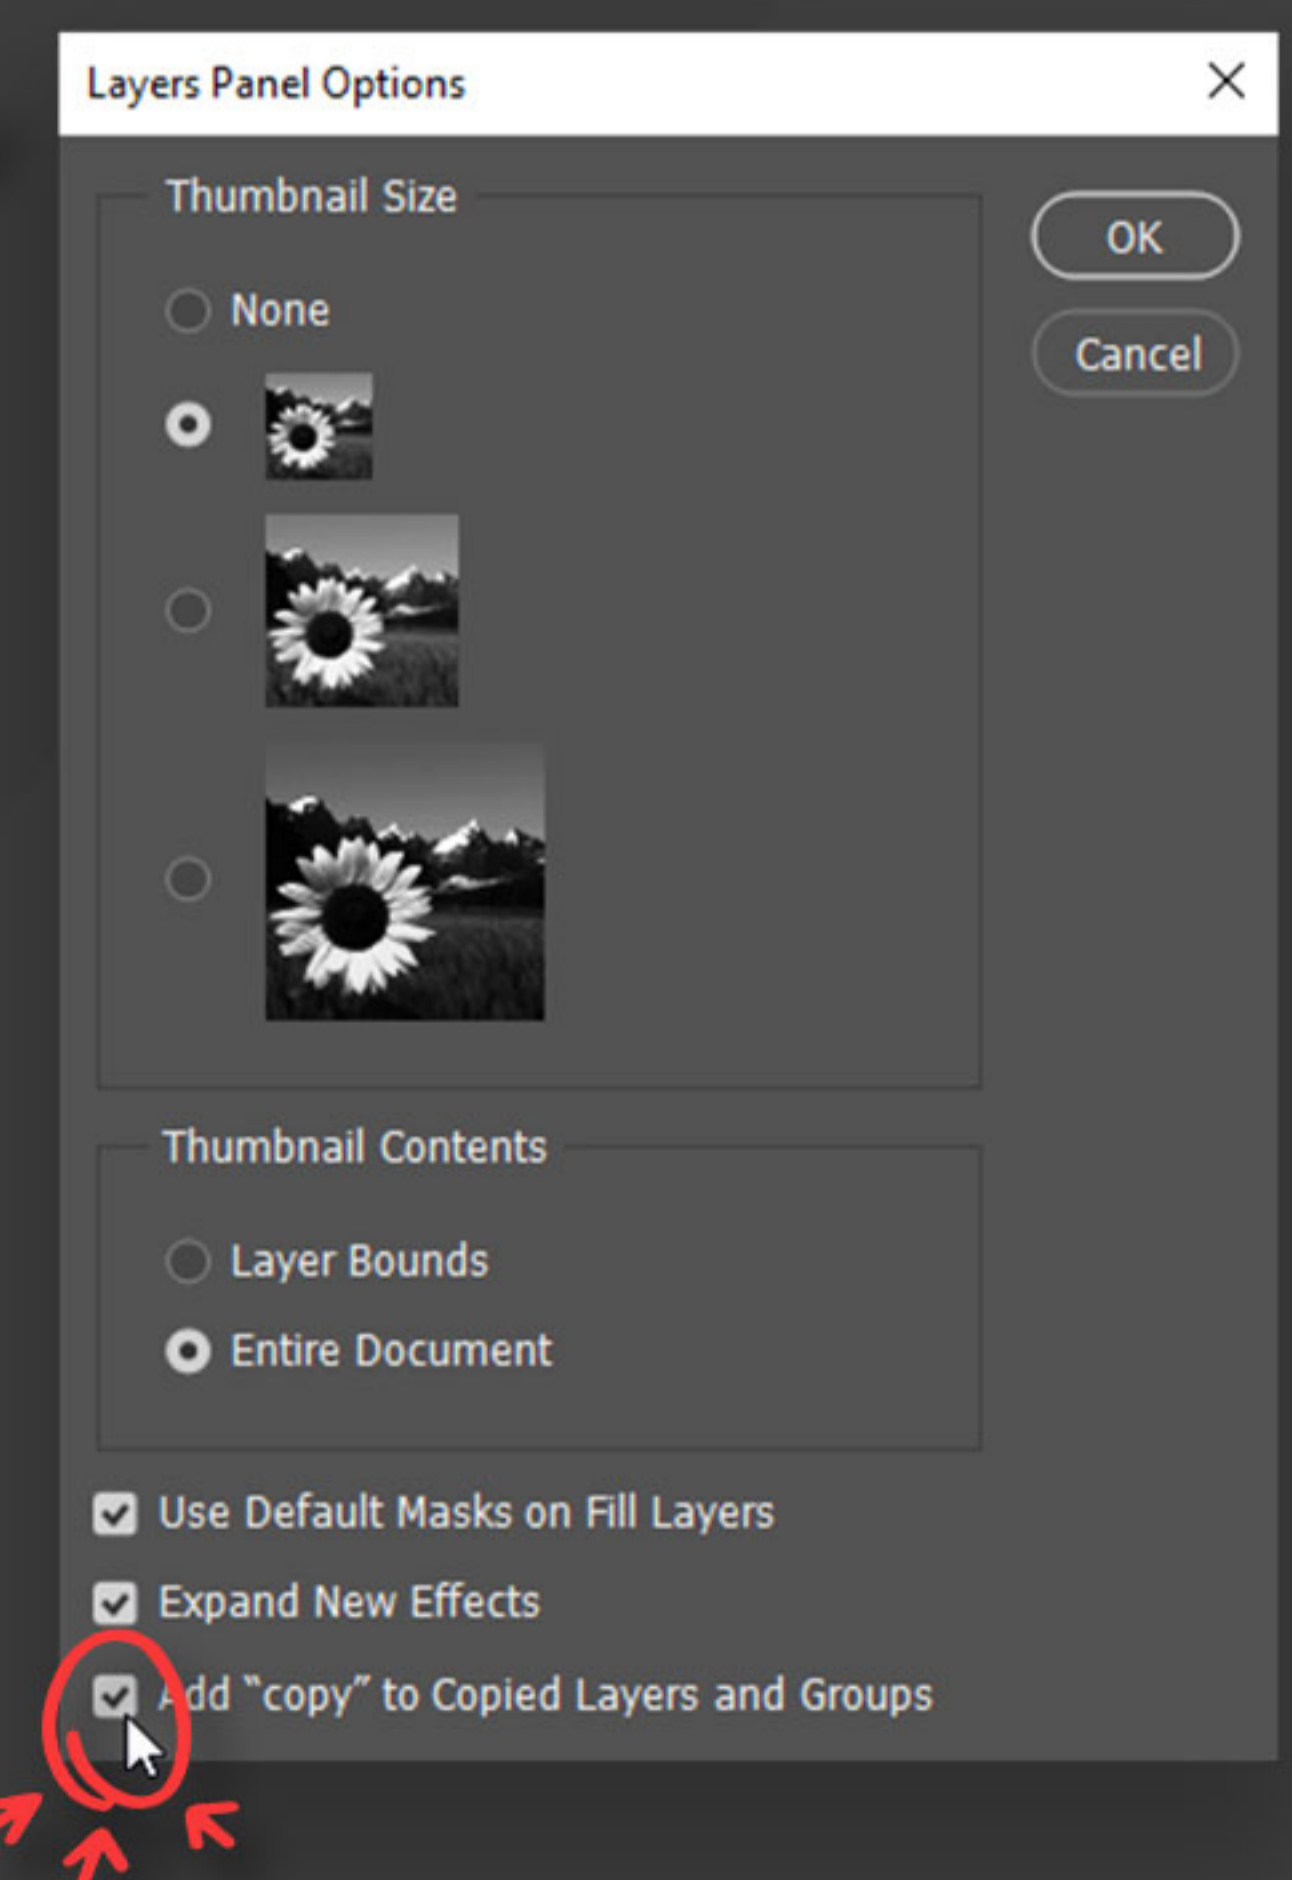 Layers Panel Options
Thumbnail Size
OK
None
Cancel
Thumbnail Contents
Layer Bounds
Entire Document
Use Default Masks on Fill Layers
Expand New Effects
Add “copy” to Copied Layers and Groups